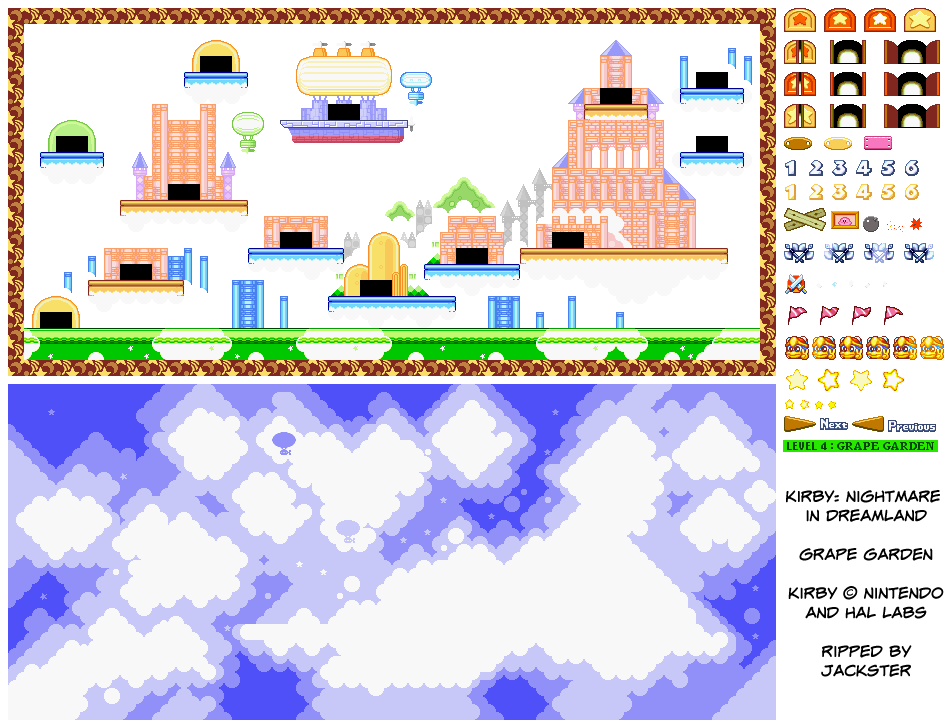 1 2 3 4 5 6
1 2 3 4 5 6
Next Previous
LEVEL 4 : GRAPE GARDEN
KIRBY: NIGHTMARE
IN DREAMLAND
GRAPE GARDEN
KIRBY © NINTENDO
AND HAL LABS
RIPPED BY
JACKSTER